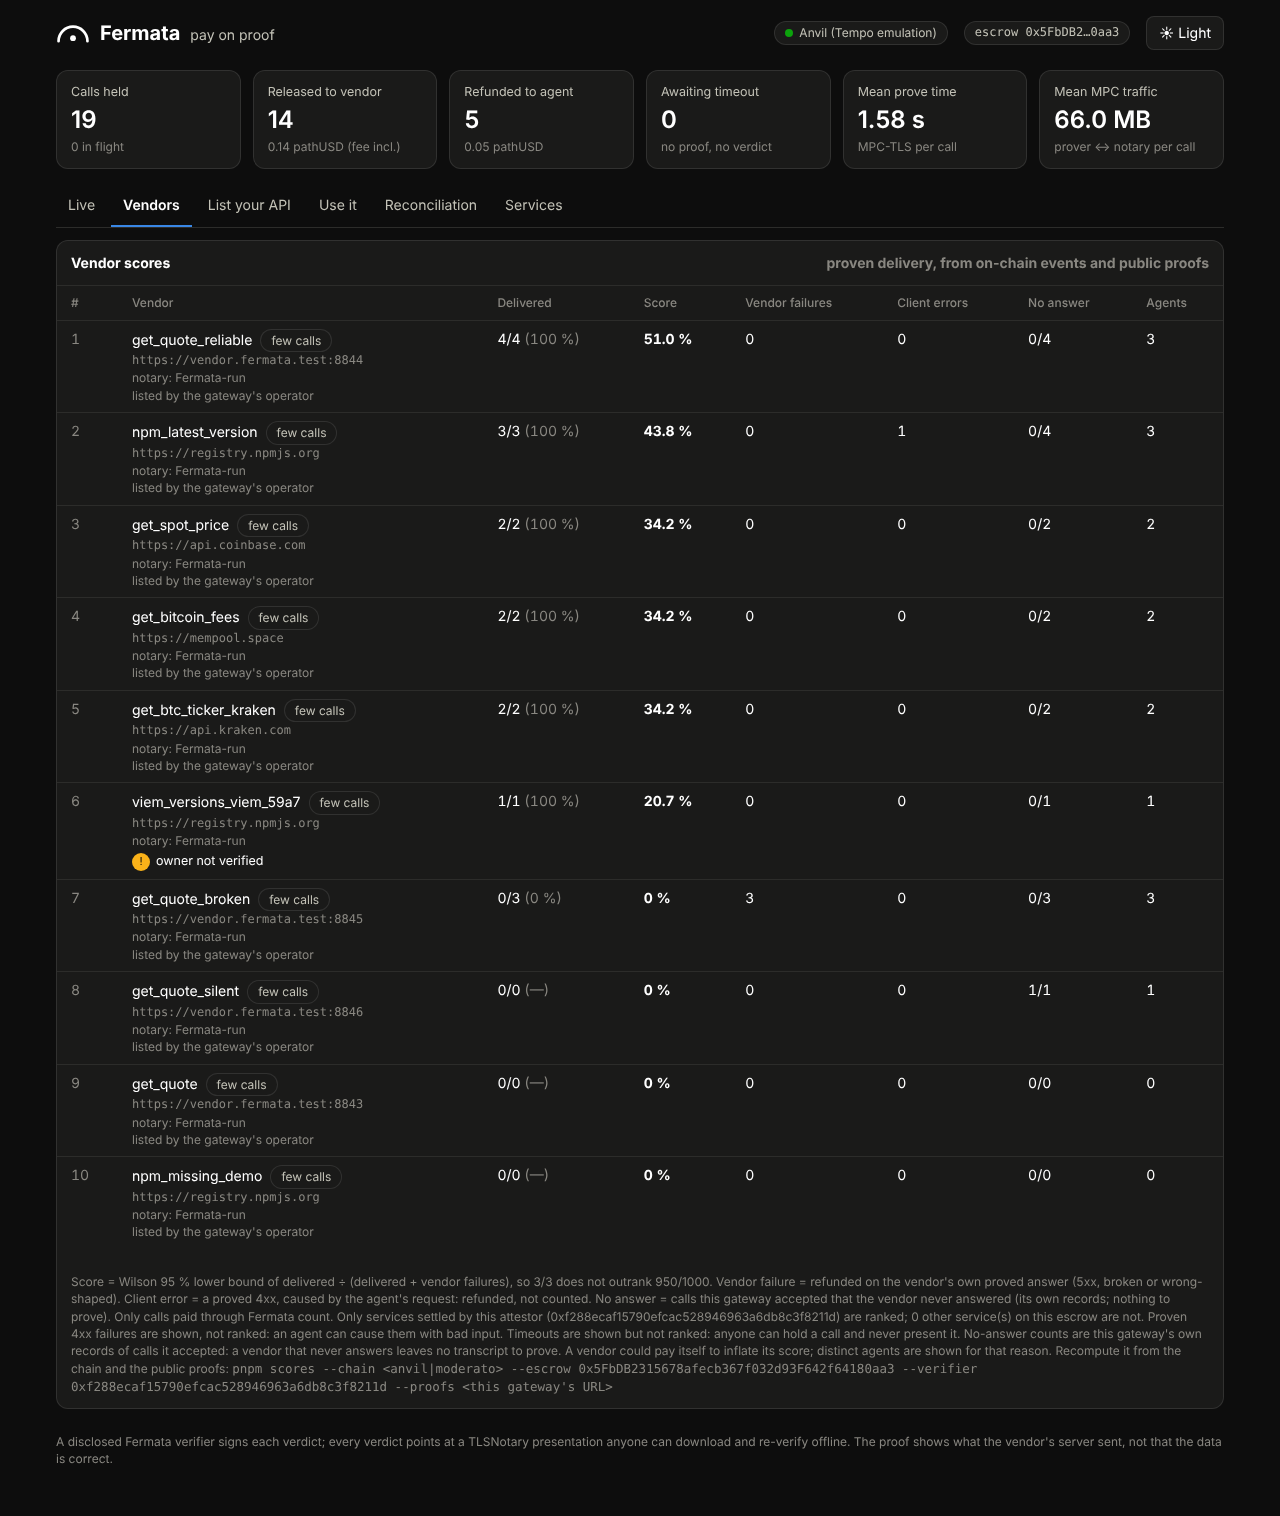 Fermata pay on proof
Anvil (Tempo emulation)
escrow 0x5FbDB2…0aa3
☀ Light
Calls held
19
0 in flight
Released to vendor
14
0.14 pathUSD (fee incl.)
Refunded to agent
5
0.05 pathUSD
Awaiting timeout
0
no proof, no verdict
Mean prove time
1.58 s
MPC-TLS per call
Mean MPC traffic
66.0 MB
prover ↔ notary per call
Live Vendors List your API Use it Reconciliation Services
Vendor scores
proven delivery, from on-chain events and public proofs
# Vendor Delivered Score Vendor failures Client errors No answer Agents
1 get_quote_reliable few calls 4/4 (100 %) 51.0 % 0 0 0/4 3
https://vendor.fermata.test:8844
notary: Fermata-run
listed by the gateway's operator
2 npm_latest_version few calls 3/3 (100 %) 43.8 % 0 1 0/4 3
https://registry.npmjs.org
notary: Fermata-run
listed by the gateway's operator
3 get_spot_price few calls 2/2 (100 %) 34.2 % 0 0 0/2 2
https://api.coinbase.com
notary: Fermata-run
listed by the gateway's operator
4 get_bitcoin_fees few calls 2/2 (100 %) 34.2 % 0 0 0/2 2
https://mempool.space
notary: Fermata-run
listed by the gateway's operator
5 get_btc_ticker_kraken few calls 2/2 (100 %) 34.2 % 0 0 0/2 2
https://api.kraken.com
notary: Fermata-run
listed by the gateway's operator
6 viem_versions_viem_59a7 few calls 1/1 (100 %) 20.7 % 0 0 0/1 1
https://registry.npmjs.org
notary: Fermata-run
! owner not verified
7 get_quote_broken few calls 0/3 (0 %) 0 % 3 0 0/3 3
https://vendor.fermata.test:8845
notary: Fermata-run
listed by the gateway's operator
8 get_quote_silent few calls 0/0 (—) 0 % 0 0 1/1 1
https://vendor.fermata.test:8846
notary: Fermata-run
listed by the gateway's operator
9 get_quote few calls 0/0 (—) 0 % 0 0 0/0 0
https://vendor.fermata.test:8843
notary: Fermata-run
listed by the gateway's operator
10 npm_missing_demo few calls 0/0 (—) 0 % 0 0 0/0 0
https://registry.npmjs.org
notary: Fermata-run
listed by the gateway's operator
Score = Wilson 95 % lower bound of delivered ÷ (delivered + vendor failures), so 3/3 does not outrank 950/1000. Vendor failure = refunded on the vendor's own proved answer (5xx, broken or wrong-
shaped). Client error = a proved 4xx, caused by the agent's request: refunded, not counted. No answer = calls this gateway accepted that the vendor never answered (its own records; nothing to
prove). Only calls paid through Fermata count. Only services settled by this attestor (0xf288ecaf15790efcac528946963a6db8c3f8211d) are ranked; 0 other service(s) on this escrow are not. Proven
4xx failures are shown, not ranked: an agent can cause them with bad input. Timeouts are shown but not ranked: anyone can hold a call and never present it. No-answer counts are this gateway's own
records of calls it accepted: a vendor that never answers leaves no transcript to prove. A vendor could pay itself to inflate its score; distinct agents are shown for that reason. Recompute it from the
chain and the public proofs: pnpm scores --chain <anvil|moderato> --escrow 0x5FbDB2315678afecb367f032d93F642f64180aa3 --verifier
0xf288ecaf15790efcac528946963a6db8c3f8211d --proofs <this gateway's URL>
A disclosed Fermata verifier signs each verdict; every verdict points at a TLSNotary presentation anyone can download and re-verify offline. The proof shows what the vendor's server sent, not that the data
is correct.